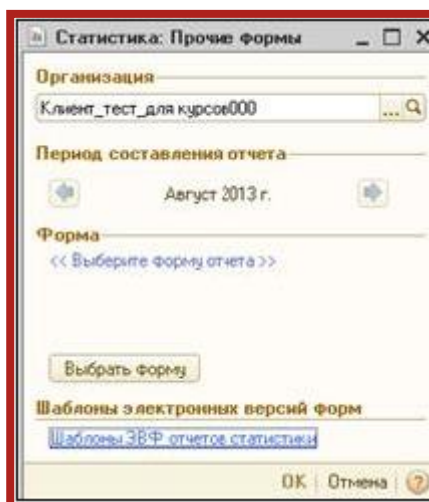 Статистика: Прочие формы
Организация
Клиент_тест_для курсов000
...
Период составления отчета
Август 2013 г.
Форма
<< Выберите форму отчета >>
Выбрать форму
Шаблоны электронных версий форм
Шаблоны ЭВФ отчетов статистики
OK Отмена ?